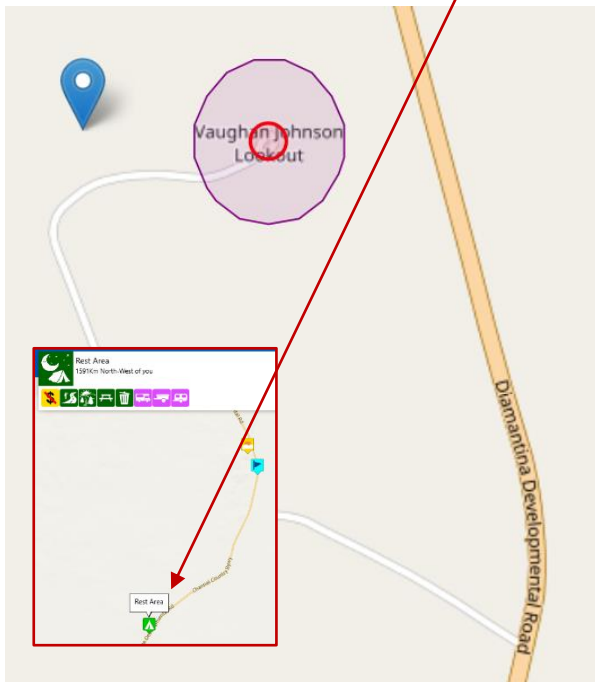 Vaughan Johnson
Lookout
Diamantina Developmental Road
Rest Area
1591Km North-West of you
Rest Area